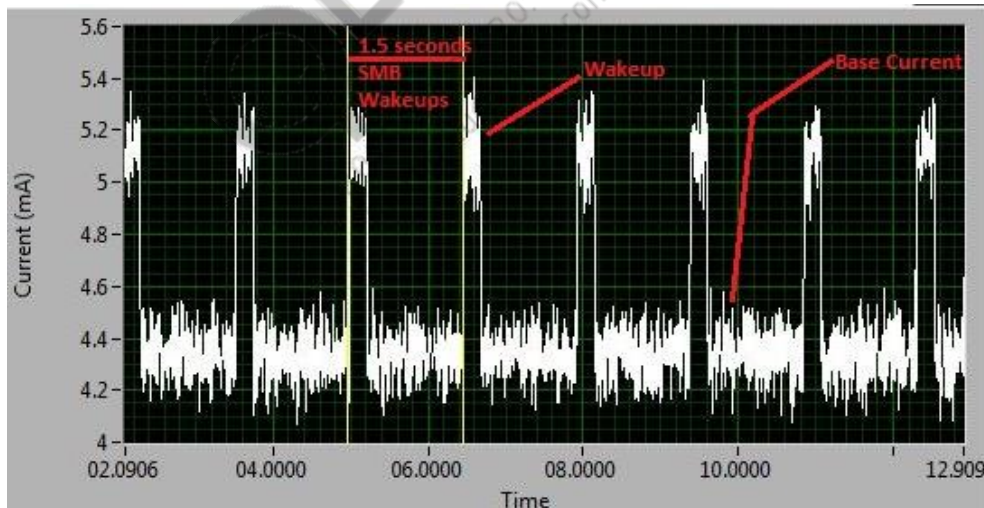 5.6
5.4
5.2
5
4.8
4.6
4.4
4.2
4
Current (mA)
1.5 seconds
SMB
Wakeups
Wakeup
Base Current
02.0906
04.0000
06.0000
08.0000
10.0000
12.909
Time